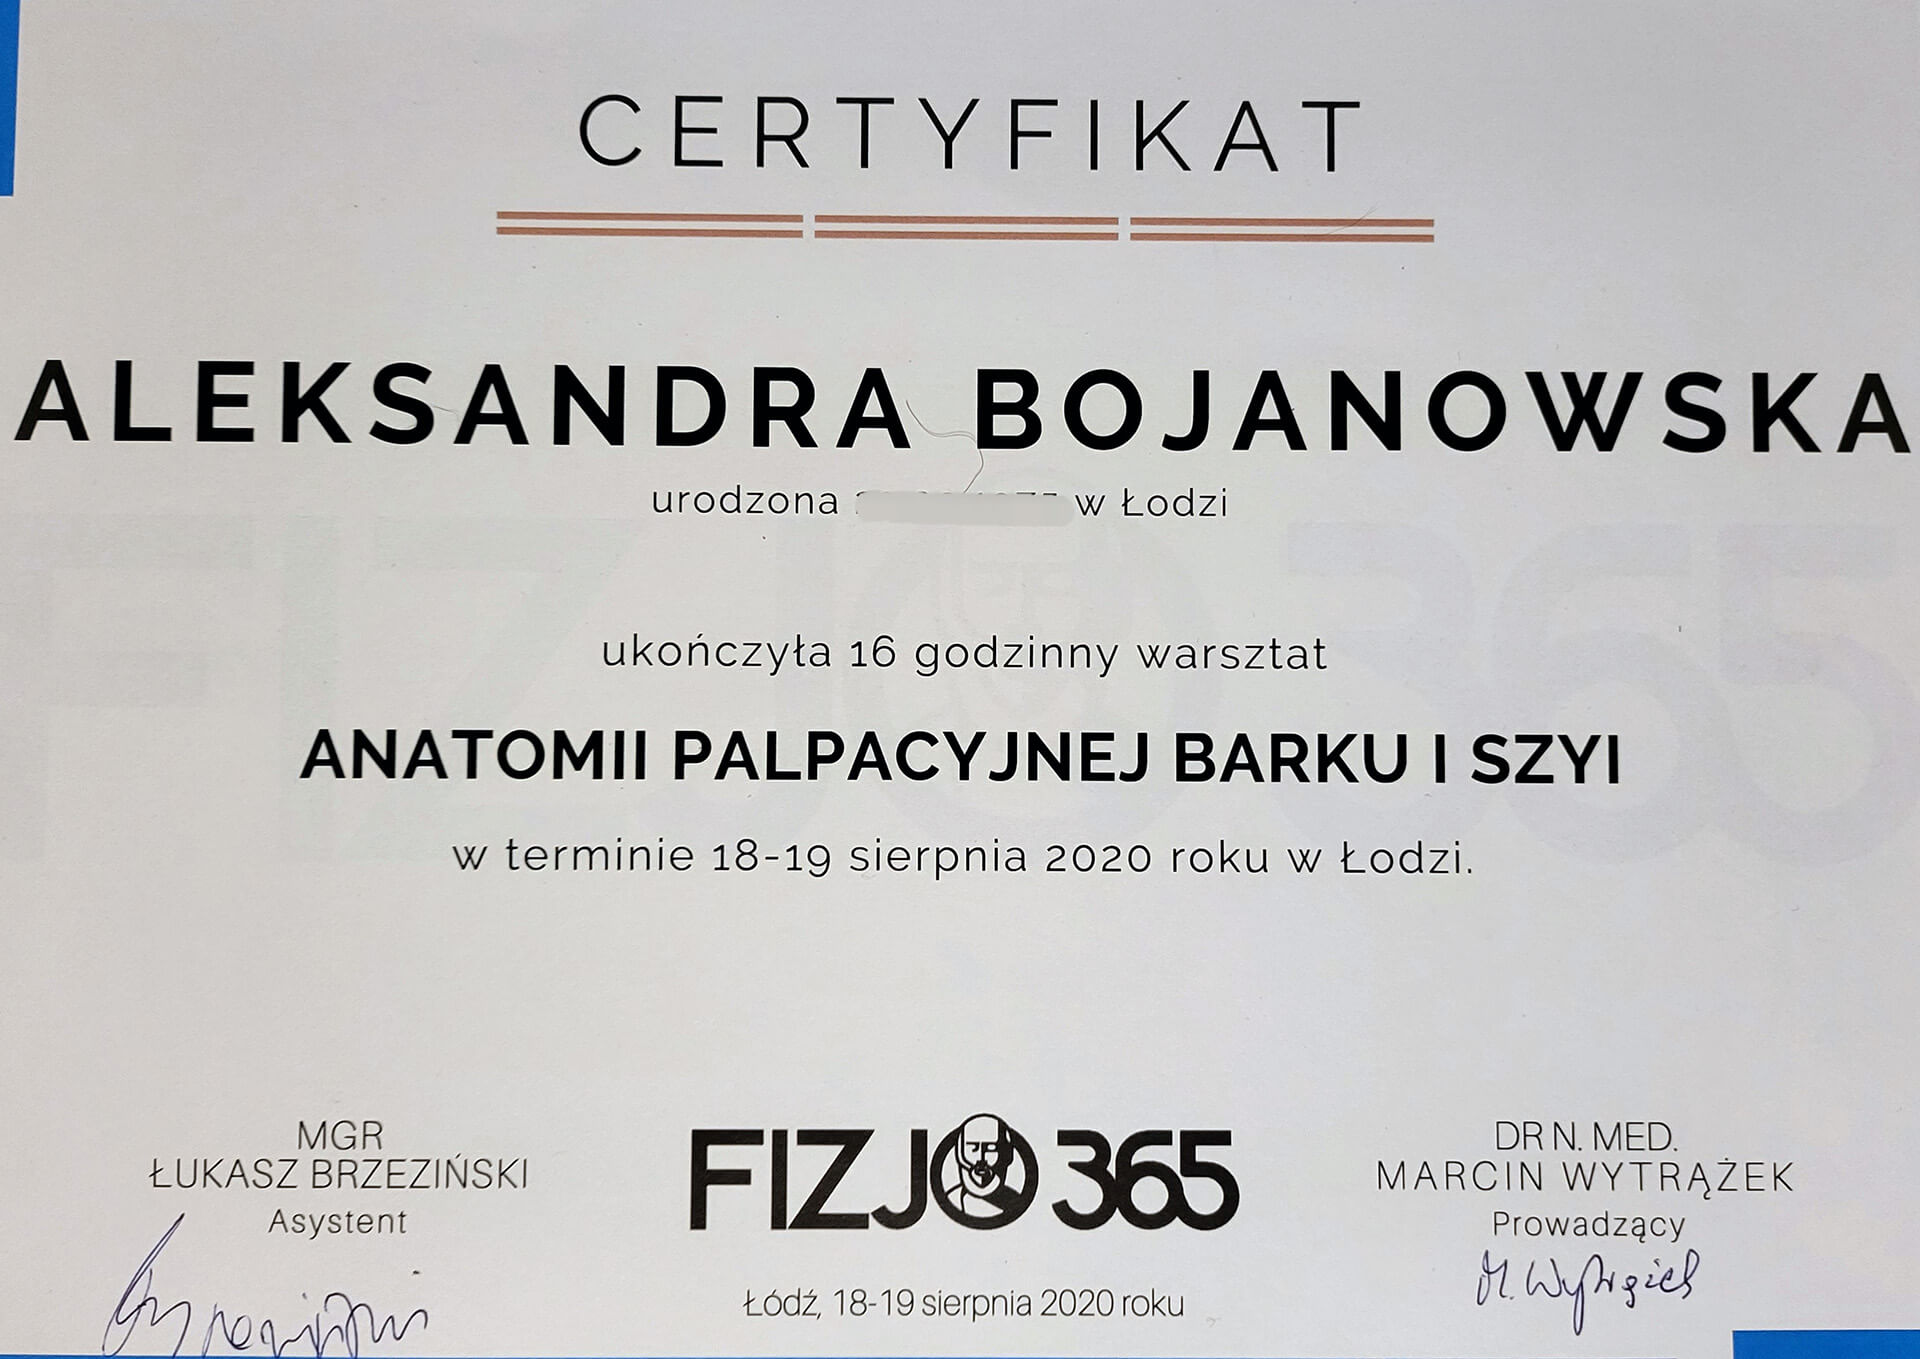 CERTYFIKAT
ALEKSANDRA BOJANOWSKA
urodzona w Łodzi
ukończyła 16 godzinny warsztat
ANATOMII PALPACYJNEJ BARKU I SZYI
w terminie 18-19 sierpnia 2020 roku w Łodzi.
MGR
ŁUKASZ BRZEZIŃSKI
Asystent
FIZJO365
Łódź, 18-19 sierpnia 2020 roku
DR N. MED.
MARCIN WYTRĄŻEK
Prowadzący
M. Wytrążek